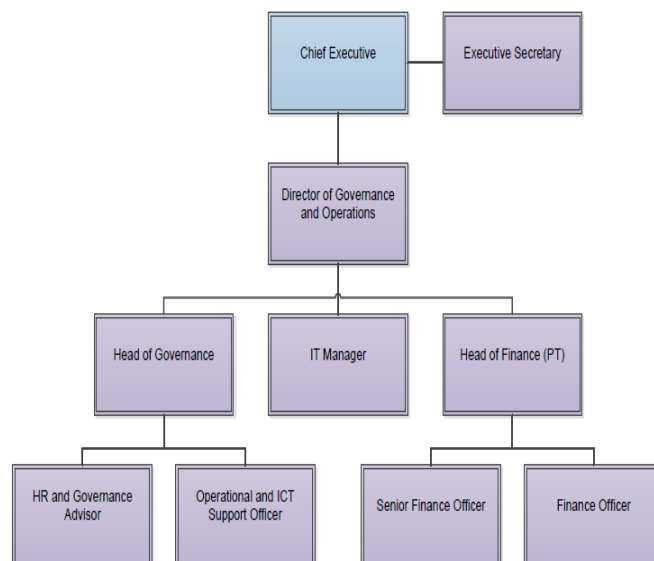 Chief Executive
Executive Secretary
Director of Governance
and Operations
Head of Governance
IT Manager
Head of Finance (PT)
HR and Governance
Advisor
Operational and ICT
Support Officer
Senior Finance Officer
Finance Officer